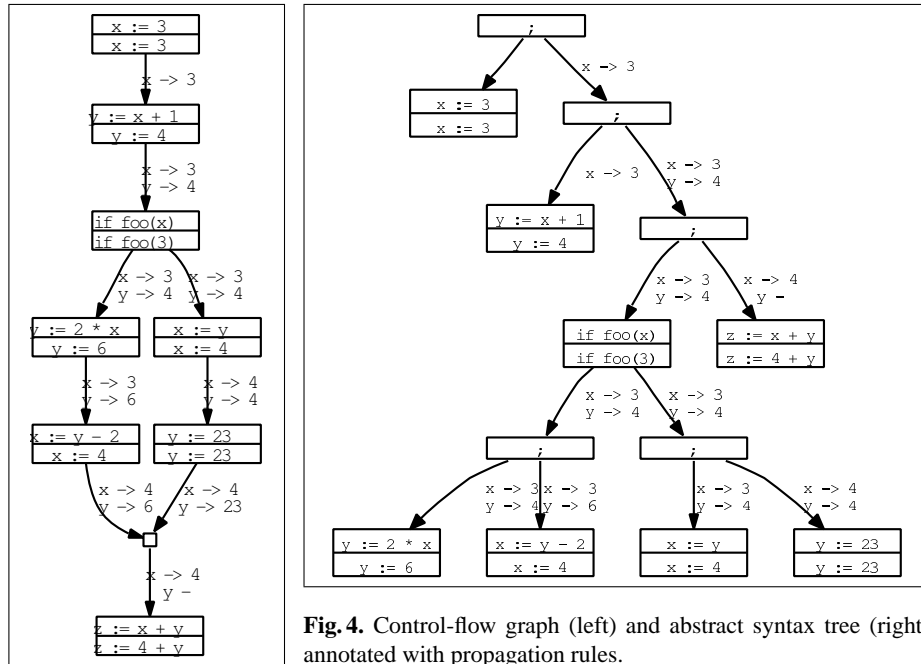 x := 3
x := 3
x -> 3
y := x + 1
y := 4
x -> 3
y -> 4
if foo(x)
if foo(3)
x -> 3
y -> 4
x -> 3
y -> 4
y := 2 * x
y := 6
x := y
x := 4
x -> 3
y -> 6
x -> 4
y -> 4
x := y - 2
x := 4
y := 23
y := 23
x -> 4
y -> 6
x -> 4
y -> 23
x -> 4
y -
z := x + y
z := 4 + y
;
x -> 3
x := 3
x := 3
;
x -> 3
x -> 3
y -> 4
y := x + 1
y := 4
;
x -> 3
y -> 4
x -> 4
y -
if foo(x)
if foo(3)
z := x + y
z := 4 + y
x -> 3
y -> 4
x -> 3
y -> 4
;
;
x -> 3
y -> 4
x -> 3
y -> 6
x -> 3
y -> 4
x -> 4
y -> 4
y := 2 * x
y := 6
x := y - 2
x := 4
x := y
x := 4
y := 23
y := 23
Fig. 4. Control-flow graph (left) and abstract syntax tree (right
annotated with propagation rules.